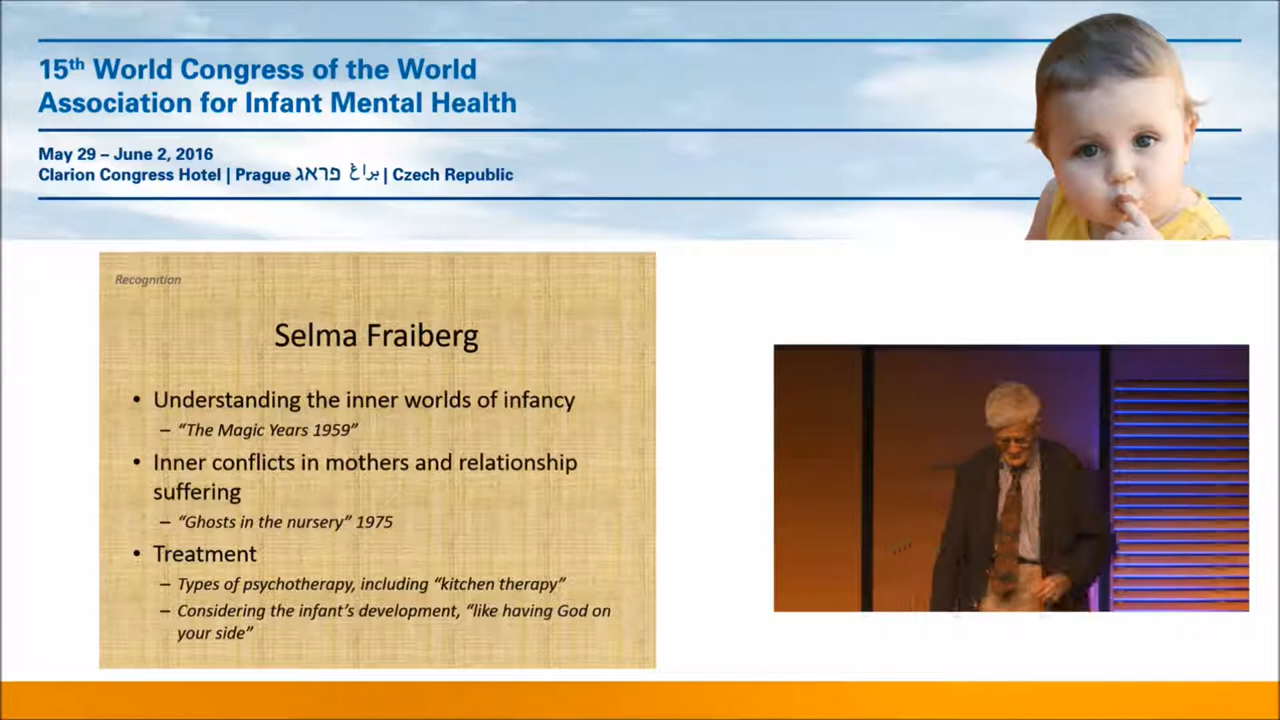 15th World Congress of the World
Association for Infant Mental Health
May 29 – June 2, 2016
Clarion Congress Hotel | Prague פראג براغ | Czech Republic
Recognition
Selma Fraiberg
• Understanding the inner worlds of infancy
– “The Magic Years 1959”
• Inner conflicts in mothers and relationship
suffering
– “Ghosts in the nursery” 1975
• Treatment
– Types of psychotherapy, including “kitchen therapy”
– Considering the infant’s development, “like having God on
your side”